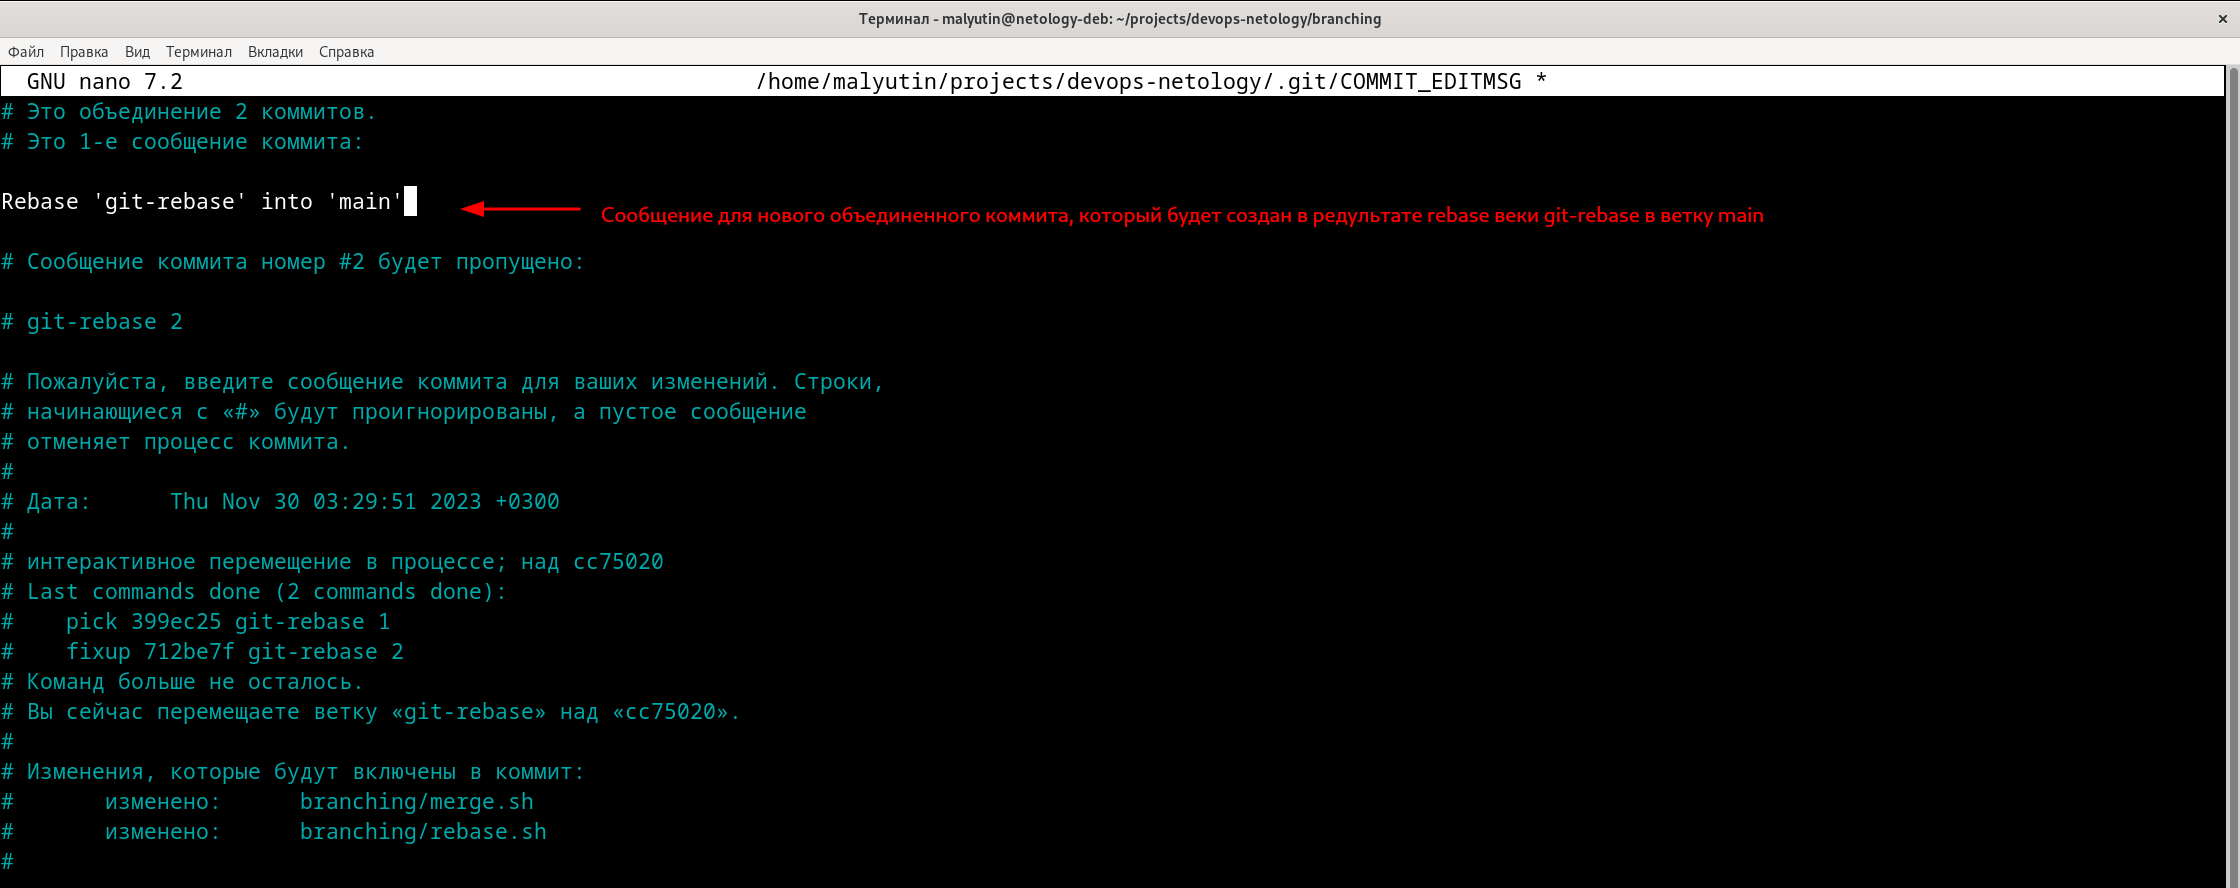 Терминал - malyutin@netology-deb: ~/projects/devops-netology/branching ×
Файл Правка Вид Терминал Вкладки Справка
GNU nano 7.2 /home/malyutin/projects/devops-netology/.git/COMMIT_EDITMSG *
# Это объединение 2 коммитов.
# Это 1-е сообщение коммита:
Rebase 'git-rebase' into 'main'
Сообщение для нового объединенного коммита, который будет создан в редультате rebase веки git-rebase в ветку main
# Сообщение коммита номер #2 будет пропущено:
# git-rebase 2
# Пожалуйста, введите сообщение коммита для ваших изменений. Строки,
# начинающиеся с «#» будут проигнорированы, а пустое сообщение
# отменяет процесс коммита.
#
# Дата:      Thu Nov 30 03:29:51 2023 +0300
#
# интерактивное перемещение в процессе; над cc75020
# Last commands done (2 commands done):
#    pick 399ec25 git-rebase 1
#    fixup 712be7f git-rebase 2
# Команд больше не осталось.
# Вы сейчас перемещаете ветку «git-rebase» над «cc75020».
#
# Изменения, которые будут включены в коммит:
#       изменено:      branching/merge.sh
#       изменено:      branching/rebase.sh
#